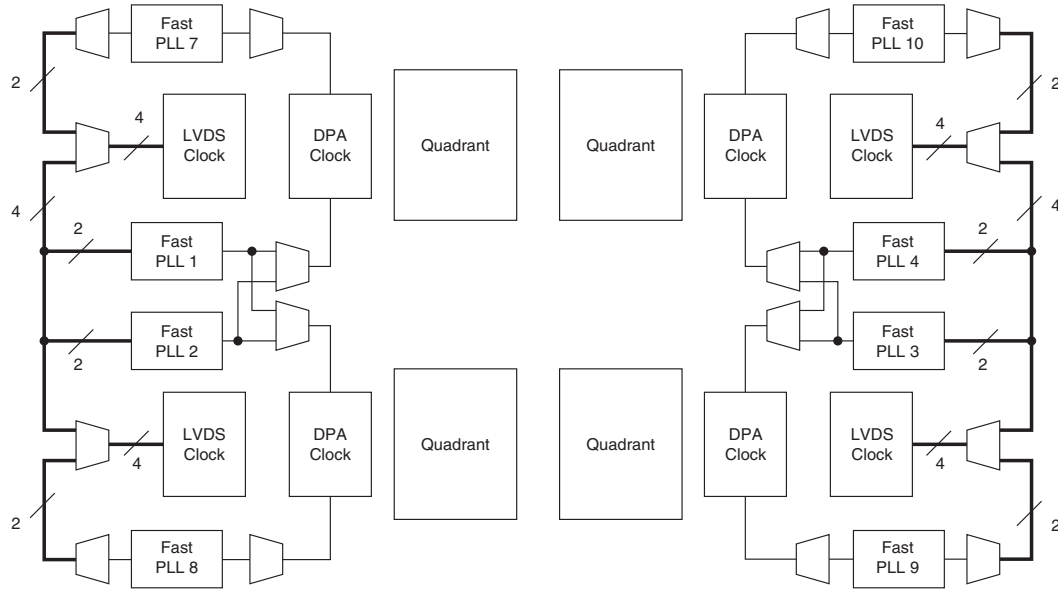 Fast
PLL 7
Fast
PLL 10
2
2
4
LVDS
Clock
DPA
Clock
Quadrant
Quadrant
DPA
Clock
LVDS
Clock
4
4
4
2
Fast
PLL 1
Fast
PLL 4
2
Fast
PLL 2
2
Fast
PLL 3
2
LVDS
Clock
4
DPA
Clock
Quadrant
Quadrant
DPA
Clock
LVDS
Clock
4
2
2
Fast
PLL 8
Fast
PLL 9